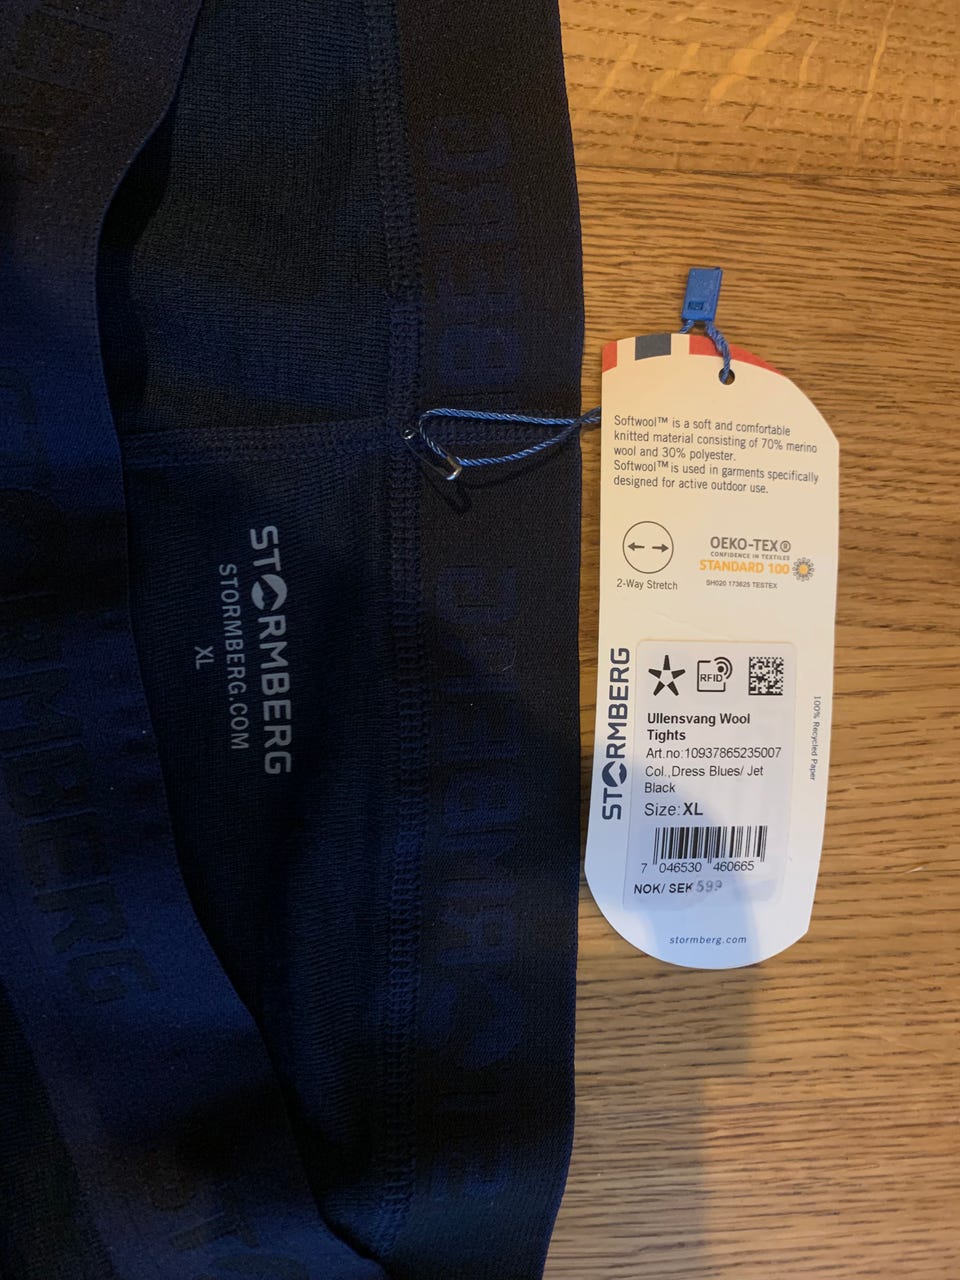 STORMBERG
STORMBERG.COM
XL
Softwool™ is a soft and comfortable
knitted material consisting of 70% merino
wool and 30% polyester.
Softwool™ is used in garments specifically
designed for active outdoor use.
2-Way Stretch
OEKO-TEX®
CONFIDENCE IN TEXTILES
STANDARD 100
SH020 173625 TESTEX
STORMBERG
RFID
Ullensvang Wool
Tights
Art.no:10937865235007
Col.,Dress Blues/ Jet
Black
Size: XL
7 046530 460665
NOK/ SEK 599
100% Recycled Paper
stormberg.com